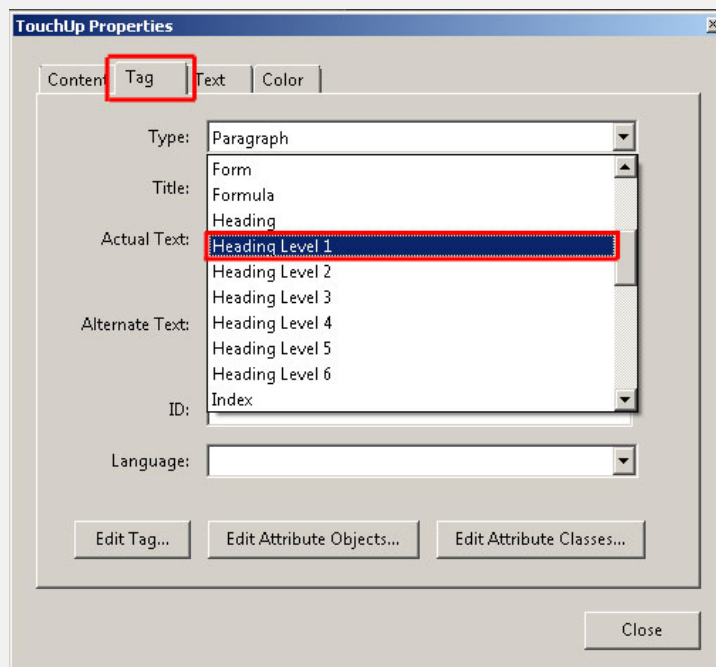 TouchUp Properties
Content Tag Text Color
Type: Paragraph
Form
Title:
Formula
Heading
Actual Text:
Heading Level 1
Heading Level 2
Heading Level 3
Alternate Text:
Heading Level 4
Heading Level 5
Heading Level 6
Index
ID:
Language:
Edit Tag... Edit Attribute Objects... Edit Attribute Classes...
Close